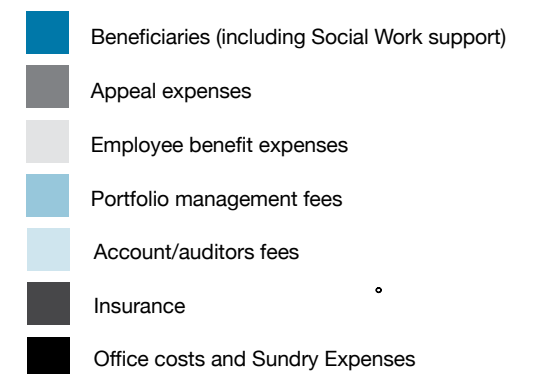 Beneficiaries (including Social Work support)
Appeal expenses
Employee benefit expenses
Portfolio management fees
Account/auditors fees
Insurance
Office costs and Sundry Expenses